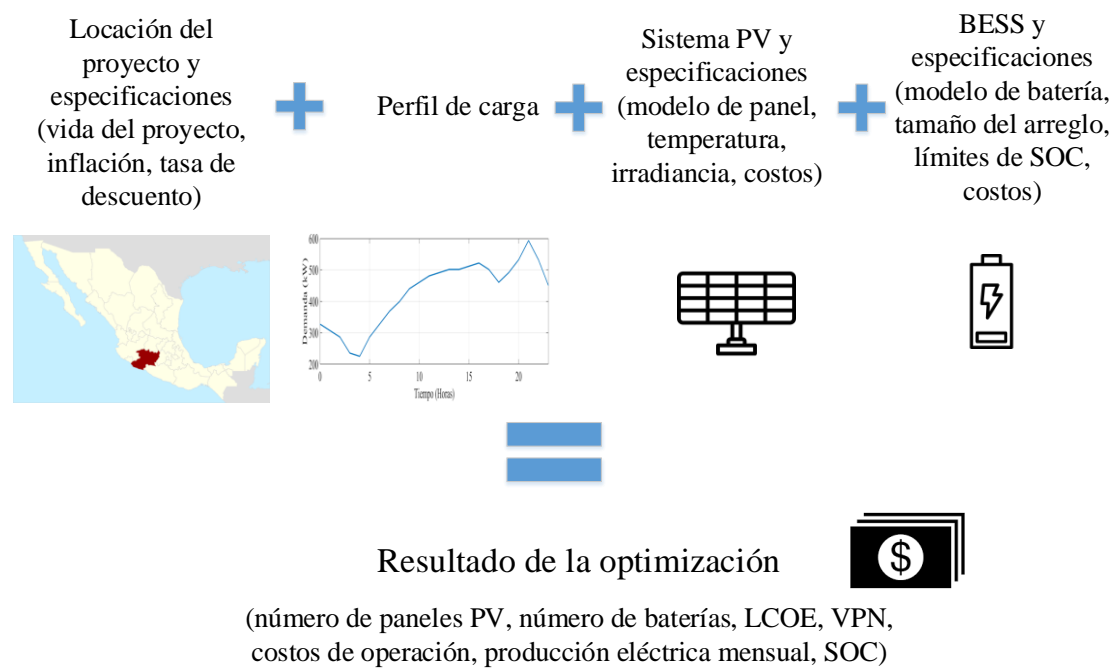 Locación del
proyecto y
especificaciones
(vida del proyecto,
inflación, tasa de
descuento)
Perfil de carga
Sistema PV y
especificaciones
(modelo de panel,
temperatura,
irradiancia, costos)
BESS y
especificaciones
(modelo de batería,
tamaño del arreglo,
límites de SOC,
costos)
Demanda (kW)
600
500
400
300
200
0
5
10
15
20
Tiempo (Horas)
$
Resultado de la optimización
(número de paneles PV, número de baterías, LCOE, VPN,
costos de operación, producción eléctrica mensual, SOC)